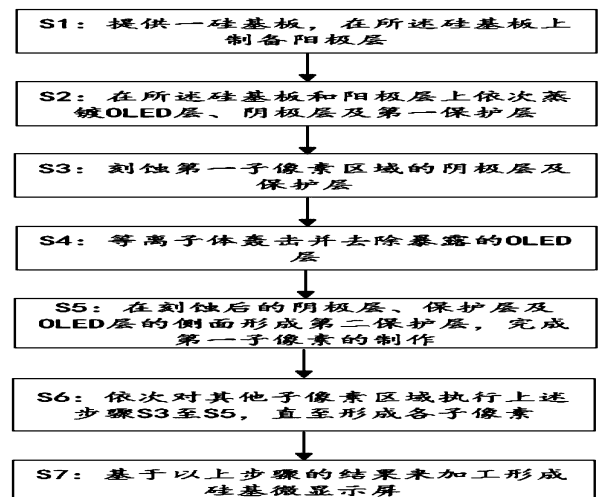 S1：提供一硅基板，在所述硅基板上
制备阳极层
S2：在所述硅基板和阳极层上依次蒸
镀OLED层、阴极层及第一保护层
S3：刻蚀第一子像素区域的阴极层及
保护层
S4：等离子体轰击并去除暴露的OLED
层
S5：在刻蚀后的阴极层、保护层及
OLED层的侧面形成第二保护层，完成
第一子像素的制作
S6：依次对其他子像素区域执行上述
步骤S3至S5，直至形成各子像素
S7：基于以上步骤的结果来加工形成
硅基微显示屏